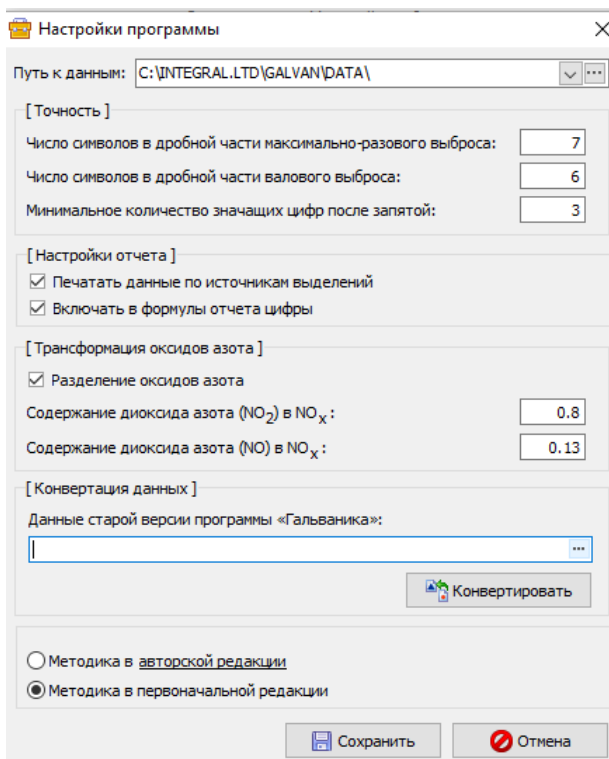 Настройки программы
Путь к данным: C:\INTEGRAL.LTD\GALVAN\DATA\
[ Точность ]
Число символов в дробной части максимально-разового выброса: 7
Число символов в дробной части валового выброса: 6
Минимальное количество значащих цифр после запятой: 3
[ Настройки отчета ]
Печатать данные по источникам выделений
Включать в формулы отчета цифры
[ Трансформация оксидов азота ]
Разделение оксидов азота
Содержание диоксида азота (NO2) в NOX : 0.8
Содержание диоксида азота (NO) в NOX : 0.13
[ Конвертация данных ]
Данные старой версии программы «Гальваника»:
Конвертировать
Методика в авторской редакции
Методика в первоначальной редакции
Сохранить Отмена